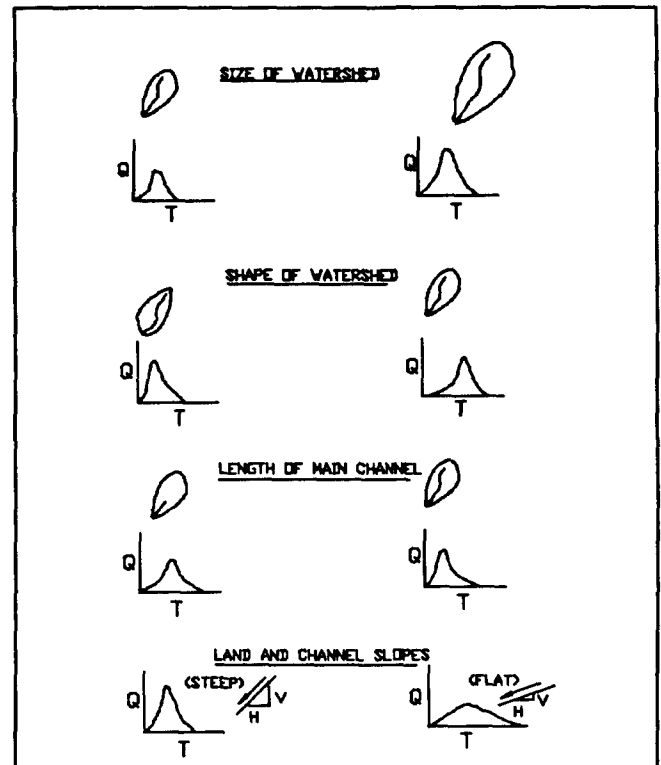 SIZE OF WATERSHED
Q Q
T T
SHAPE OF WATERSHED
Q Q
T T
LENGTH OF MAIN CHANNEL
Q Q
T T
LAND AND CHANNEL SLOPES
(STEEP) (FLAT)
Q V Q V
H H
T T